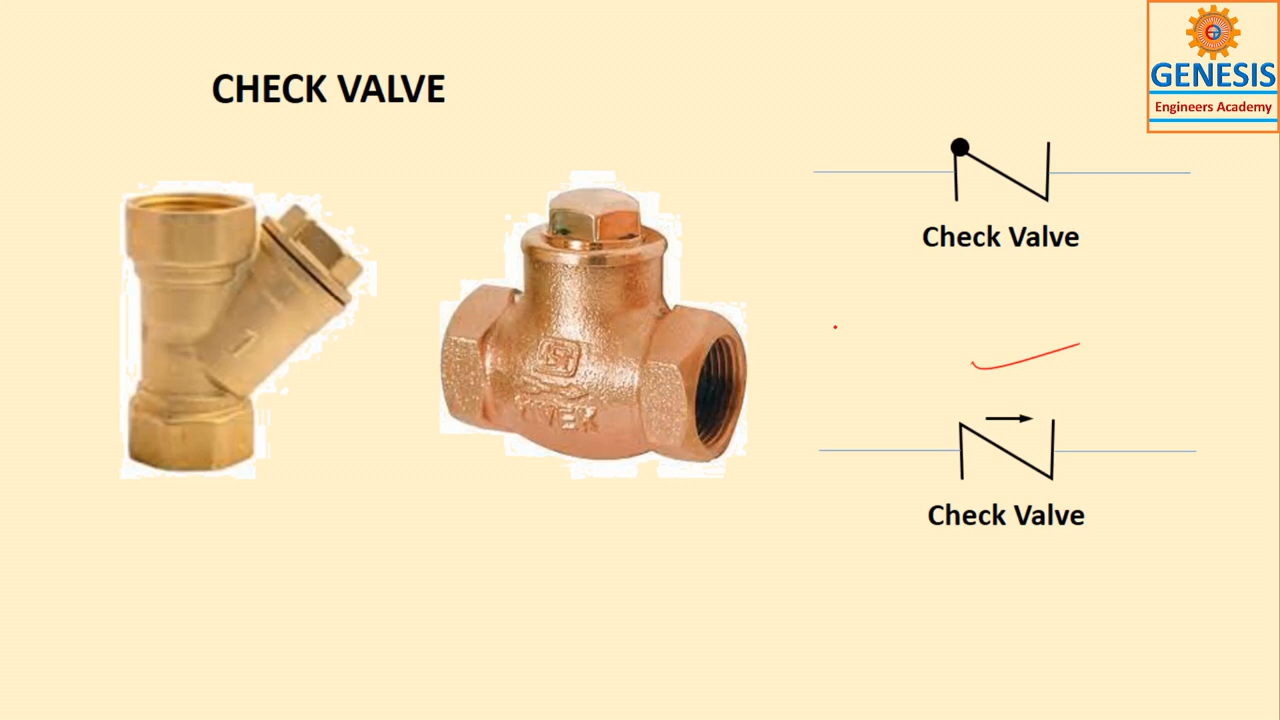 CHECK VALVE
GENESIS
Engineers Academy
Check Valve
Check Valve